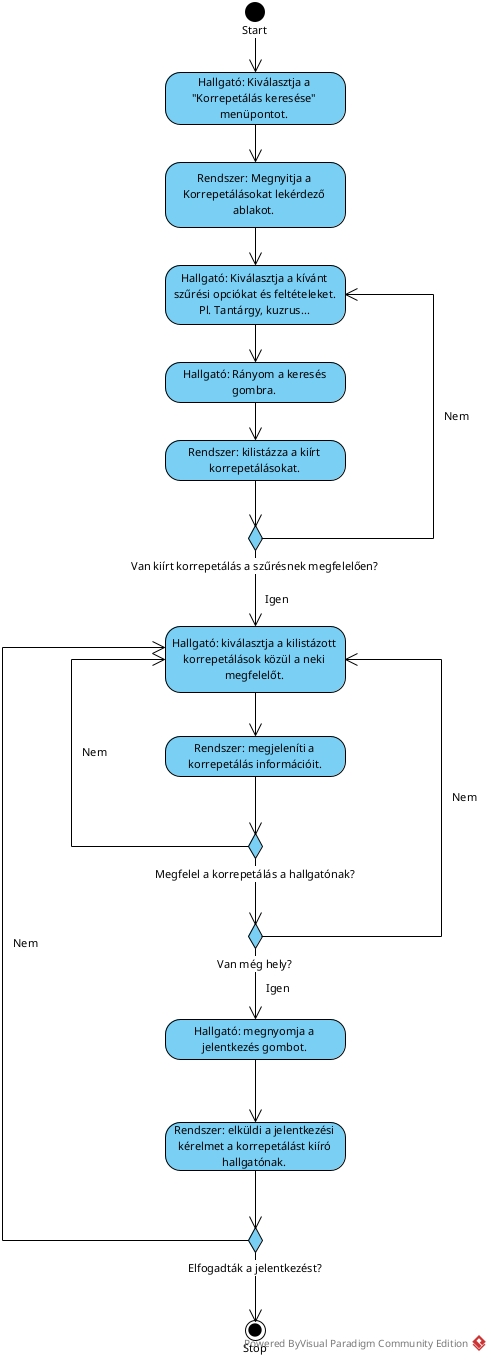 Start
Hallgató: Kiválasztja a
"Korrepetálás keresése"
menüpontot.
Rendszer: Megnyitja a
Korrepetálásokat lekérdező
ablakot.
Hallgató: Kiválasztja a kívánt
szűrési opciókat és feltételeket.
Pl. Tantárgy, kuzrus...
Hallgató: Rányom a keresés
gombra.
Nem
Rendszer: kilistázza a kiírt
korrepetálásokat.
Van kiírt korrepetálás a szűrésnek megfelelően?
Igen
Hallgató: kiválasztja a kilistázott
korrepetálások közül a neki
megfelelőt.
Rendszer: megjeleníti a
korrepetálás információit.
Nem
Nem
Megfelel a korrepetálás a hallgatónak?
Nem
Van még hely?
Igen
Hallgató: megnyomja a
jelentkezés gombot.
Rendszer: elküldi a jelentkezési
kérelmet a korrepetálást kiíró
hallgatónak.
Elfogadták a jelentkezést?
Powered ByVisual Paradigm Community Edition
Stop